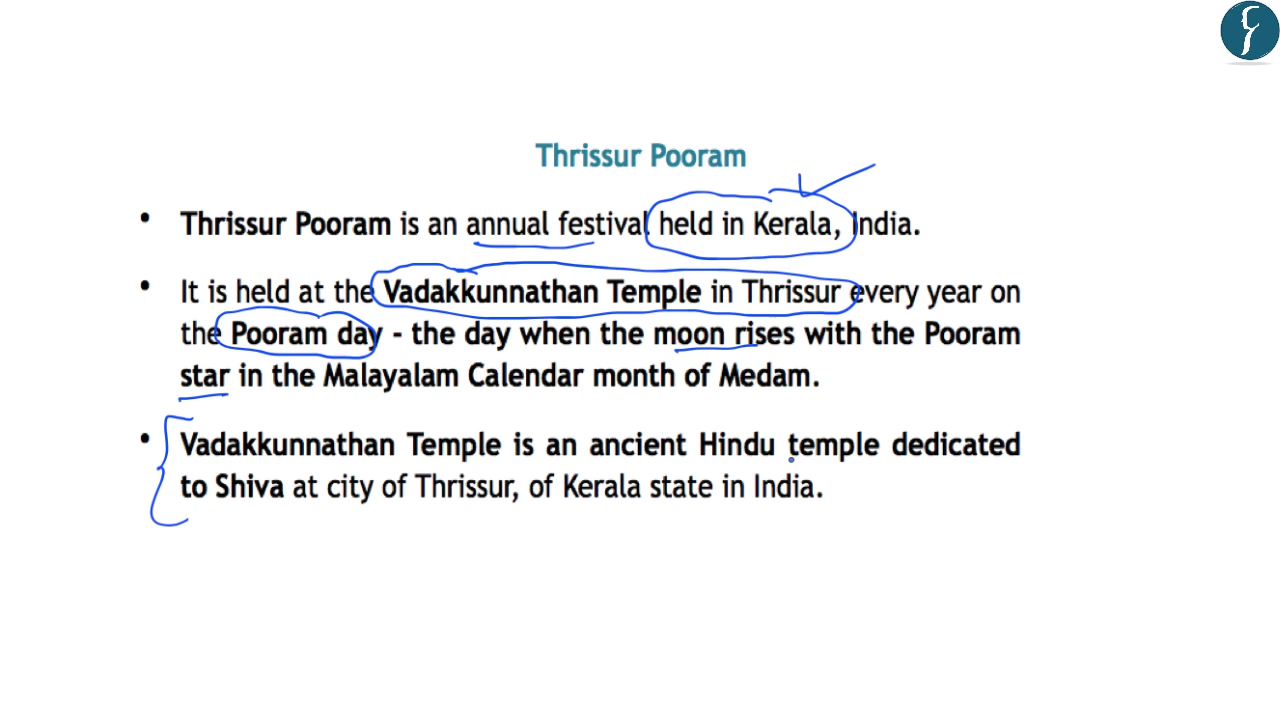 Thrissur Pooram
• Thrissur Pooram is an annual festival held in Kerala, India.
• It is held at the Vadakkunnathan Temple in Thrissur every year on
the Pooram day - the day when the moon rises with the Pooram
star in the Malayalam Calendar month of Medam.
• Vadakkunnathan Temple is an ancient Hindu temple dedicated
to Shiva at city of Thrissur, of Kerala state in India.